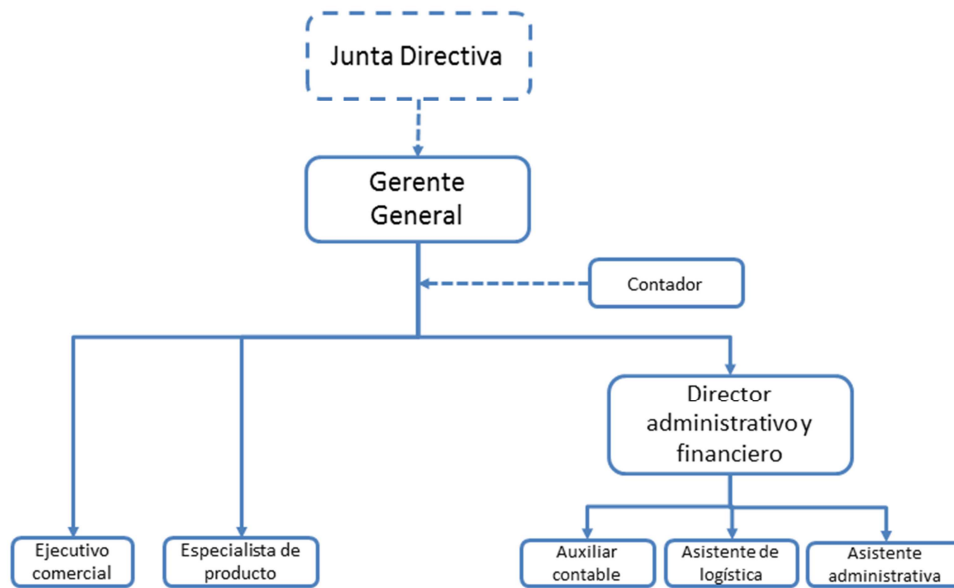 Junta Directiva
Gerente
General
Contador
Director
administrativo y
financiero
Ejecutivo
comercial
Especialista de
producto
Auxiliar
contable
Asistente de
logística
Asistente
administrativa